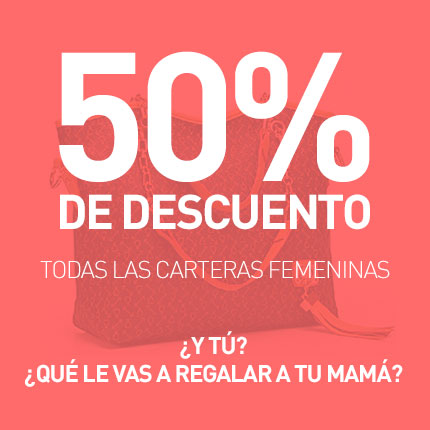 50%
DE DESCUENTO
TODAS LAS CARTERAS FEMENINAS
¿Y TÚ?
¿QUÉ LE VAS A REGALAR A TU MAMÁ?